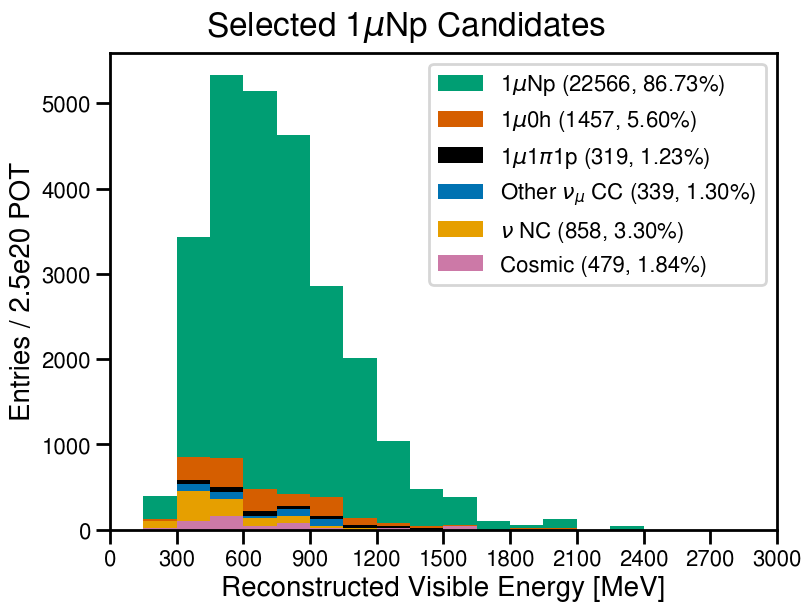 Selected 1μNp Candidates
Entries / 2.5e20 POT
5000
4000
3000
2000
1000
0
1μNp (22566, 86.73%)
1μ0h (1457, 5.60%)
1μ1π1p (319, 1.23%)
Other νμ CC (339, 1.30%)
ν NC (858, 3.30%)
Cosmic (479, 1.84%)
0 300 600 900 1200 1500 1800 2100 2400 2700 3000
Reconstructed Visible Energy [MeV]